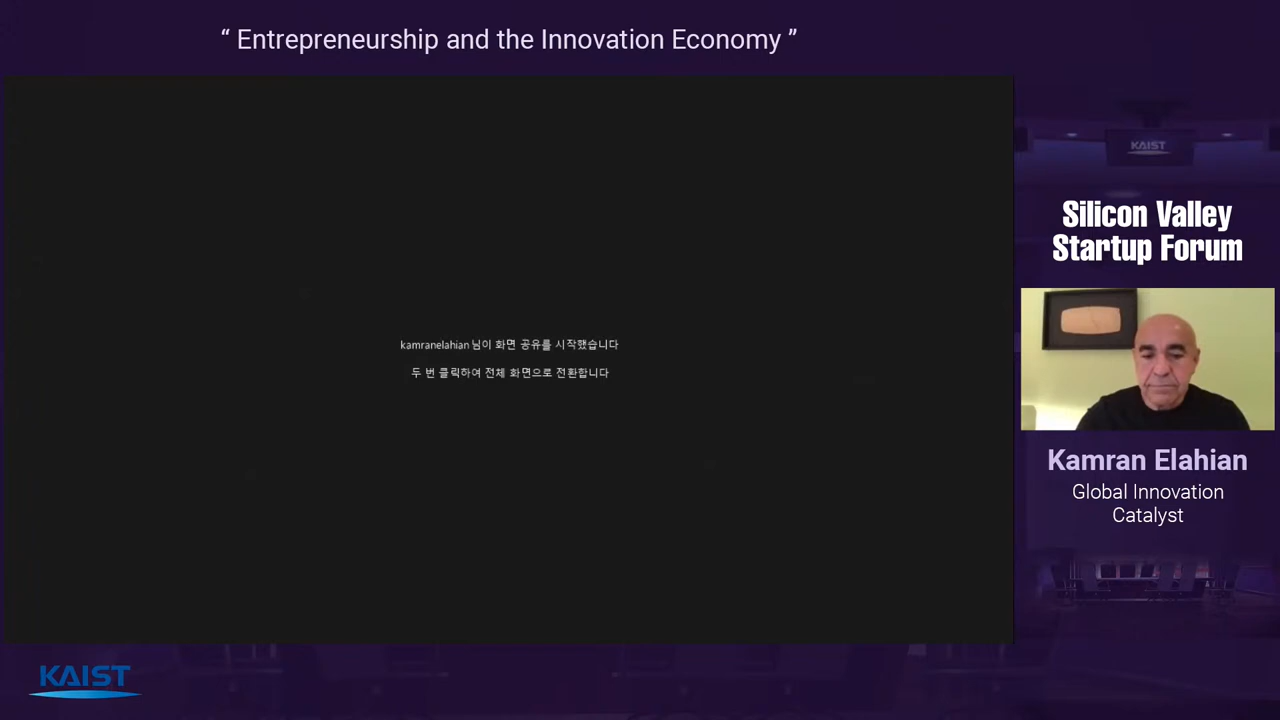 “ Entrepreneurship and the Innovation Economy ”
KAIST
Silicon Valley
Startup Forum
kamranelahian 님이 화면 공유를 시작했습니다
두 번 클릭하여 전체 화면으로 전환합니다
Kamran Elahian
Global Innovation
Catalyst
KAIST